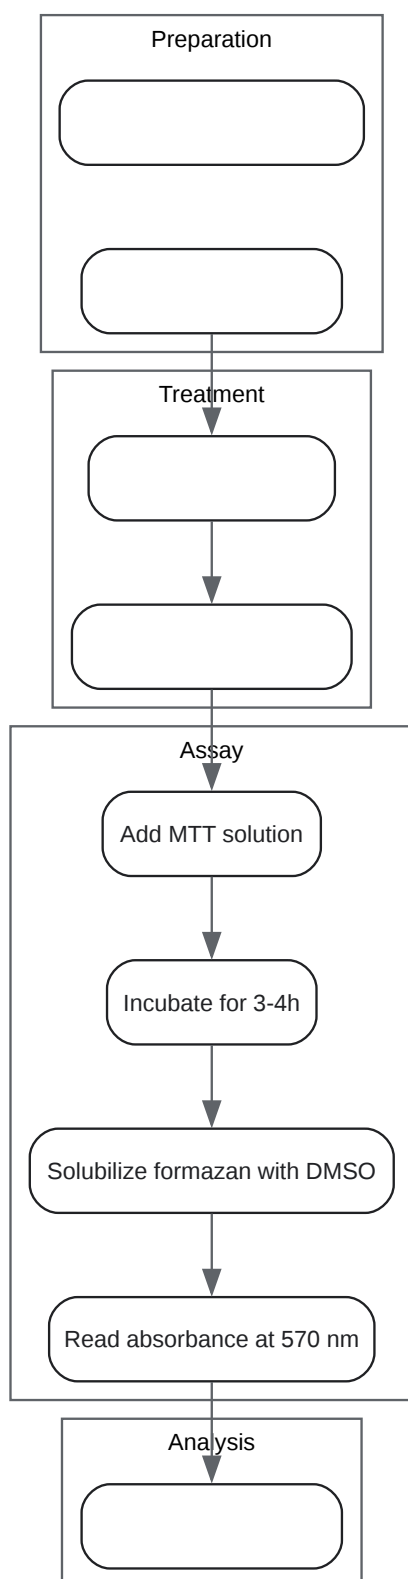 Preparation
Treatment
Assay
Add MTT solution
Incubate for 3-4h
Solubilize formazan with DMSO
Read absorbance at 570 nm
Analysis